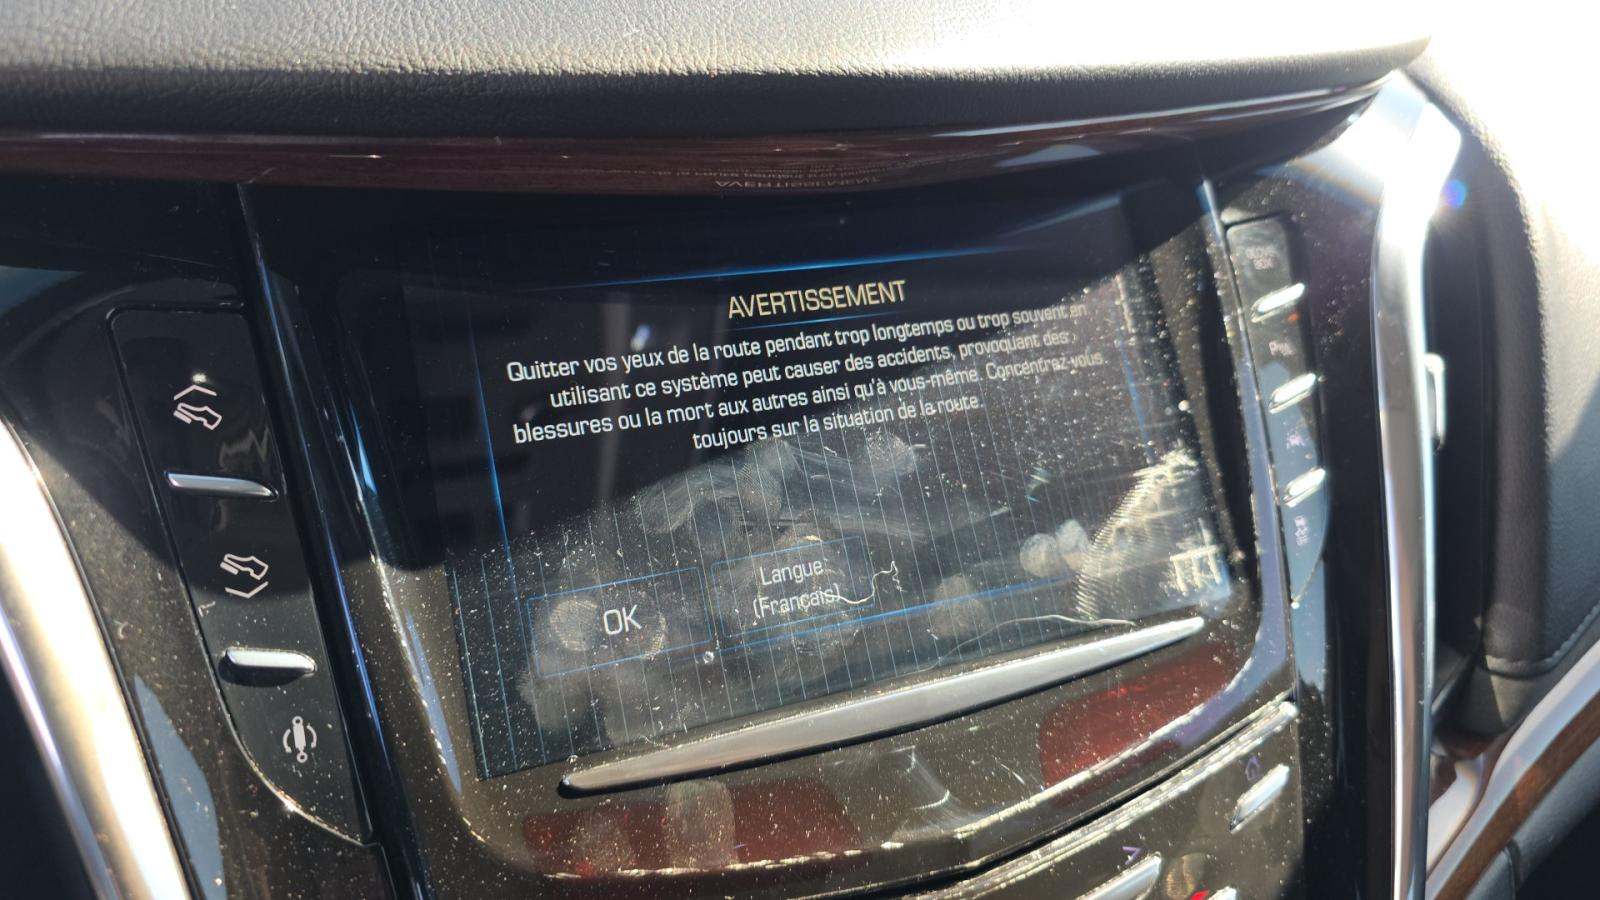 AVERTISSEMENT
Quitter vos yeux de la route pendant trop longtemps ou trop souvent en
utilisant ce système peut causer des accidents, provoquant des
blessures ou la mort aux autres ainsi qu'à vous-même. Concentrez-vous
toujours sur la situation de la route.
OK
Langue
(Français)